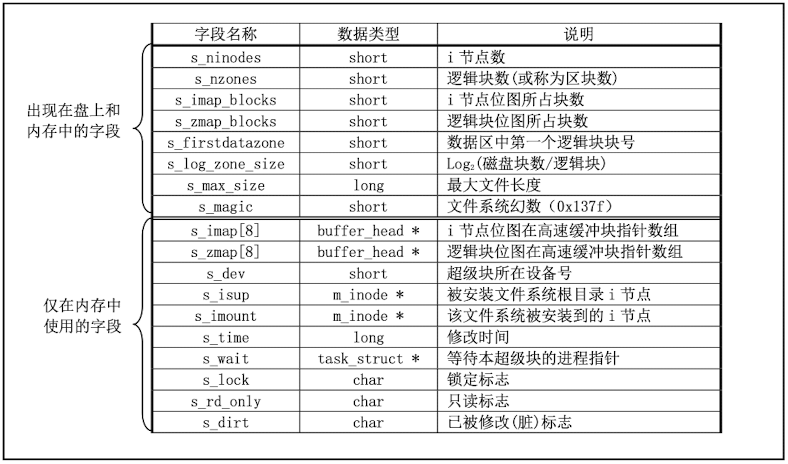 字段名称 数据类型 说明
s_ninodes short i 节点数
s_nzones short 逻辑块数(或称为区块数)
s_imap_blocks short i 节点位图所占块数
s_zmap_blocks short 逻辑块位图所占块数
s_firstdatazone short 数据区中第一个逻辑块块号
s_log_zone_size short Log₂(磁盘块数/逻辑块)
s_max_size long 最大文件长度
s_magic short 文件系统幻数（0x137f）
出现在盘上和
内存中的字段
s_imap[8] buffer_head * i 节点位图在高速缓冲块指针数组
s_zmap[8] buffer_head * 逻辑块位图在高速缓冲块指针数组
s_dev short 超级块所在设备号
s_isup m_inode * 被安装文件系统根目录 i 节点
s_imount m_inode * 该文件系统被安装到的 i 节点
s_time long 修改时间
s_wait task_struct * 等待本超级块的进程指针
s_lock char 锁定标志
s_rd_only char 只读标志
s_dirt char 已被修改(脏)标志
仅在内存中
使用的字段